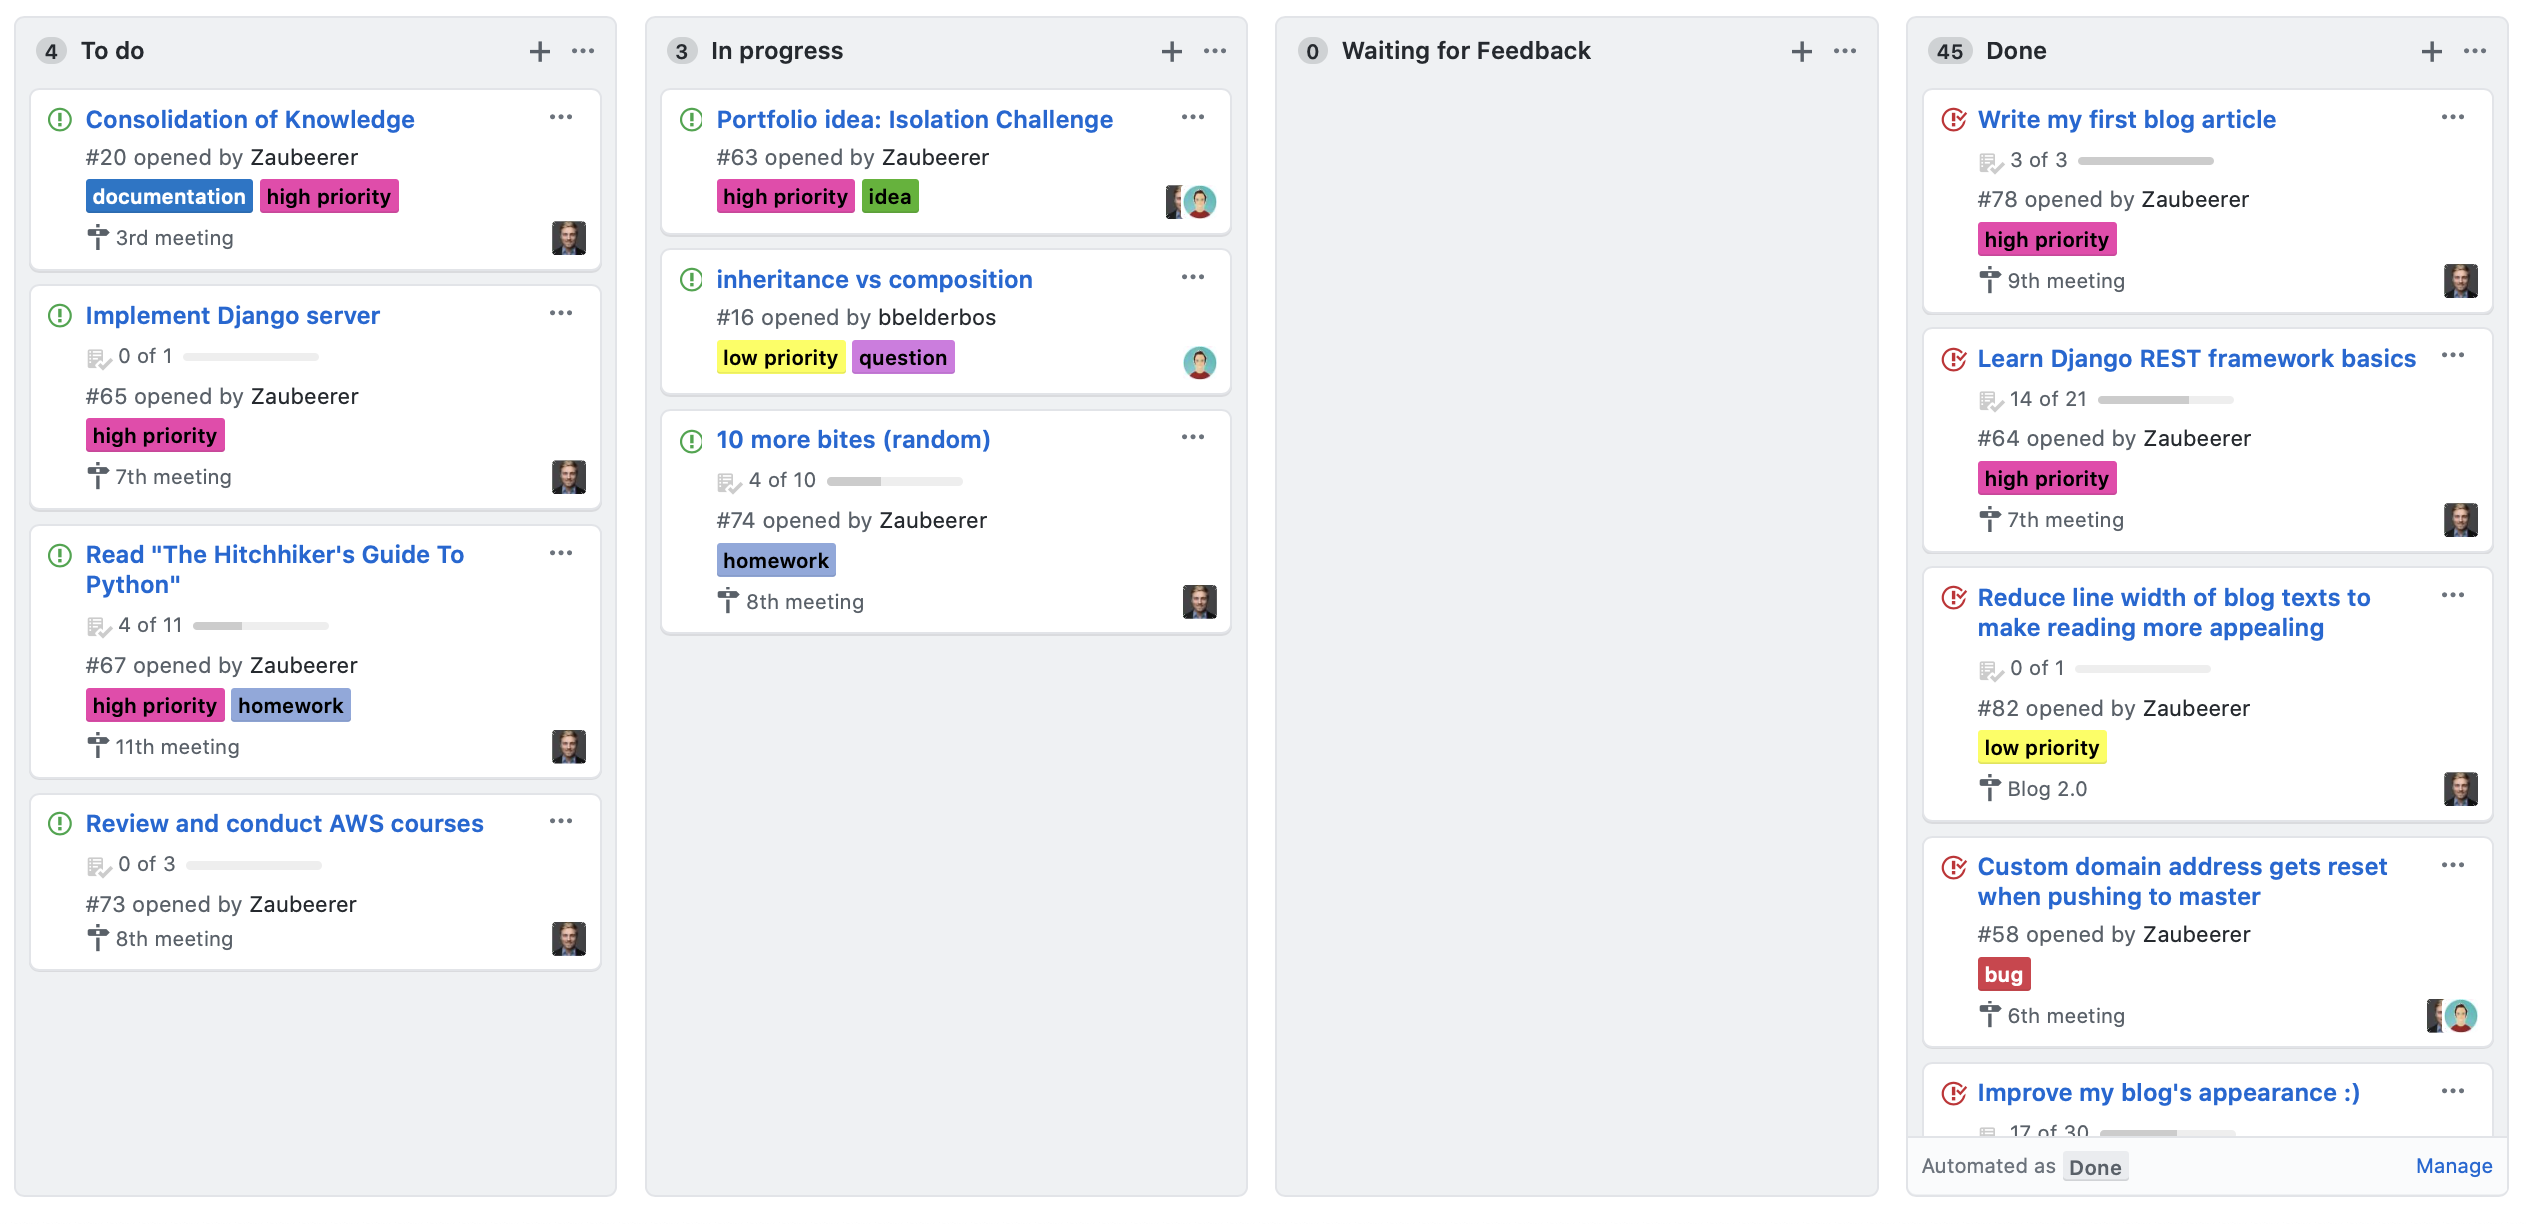 4 To do
Consolidation of Knowledge
#20 opened by Zaubeerer
documentation high priority
3rd meeting
Implement Django server
0 of 1
#65 opened by Zaubeerer
high priority
7th meeting
Read "The Hitchhiker's Guide To
Python"
4 of 11
#67 opened by Zaubeerer
high priority homework
11th meeting
Review and conduct AWS courses
0 of 3
#73 opened by Zaubeerer
8th meeting
3 In progress
Portfolio idea: Isolation Challenge
#63 opened by Zaubeerer
high priority idea
inheritance vs composition
#16 opened by bbelderbos
low priority question
10 more bites (random)
4 of 10
#74 opened by Zaubeerer
homework
8th meeting
0 Waiting for Feedback
45 Done
Write my first blog article
3 of 3
#78 opened by Zaubeerer
high priority
9th meeting
Learn Django REST framework basics
14 of 21
#64 opened by Zaubeerer
high priority
7th meeting
Reduce line width of blog texts to
make reading more appealing
0 of 1
#82 opened by Zaubeerer
low priority
Blog 2.0
Custom domain address gets reset
when pushing to master
#58 opened by Zaubeerer
bug
6th meeting
Improve my blog's appearance :)
17 of 30
Automated as Done Manage